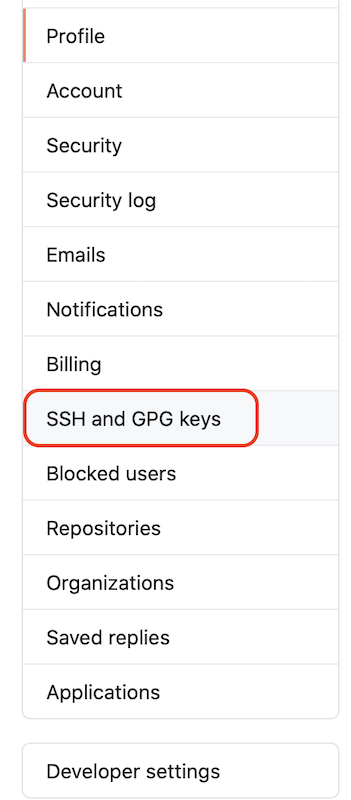 Profile
Account
Security
Security log
Emails
Notifications
Billing
SSH and GPG keys
Blocked users
Repositories
Organizations
Saved replies
Applications
Developer settings